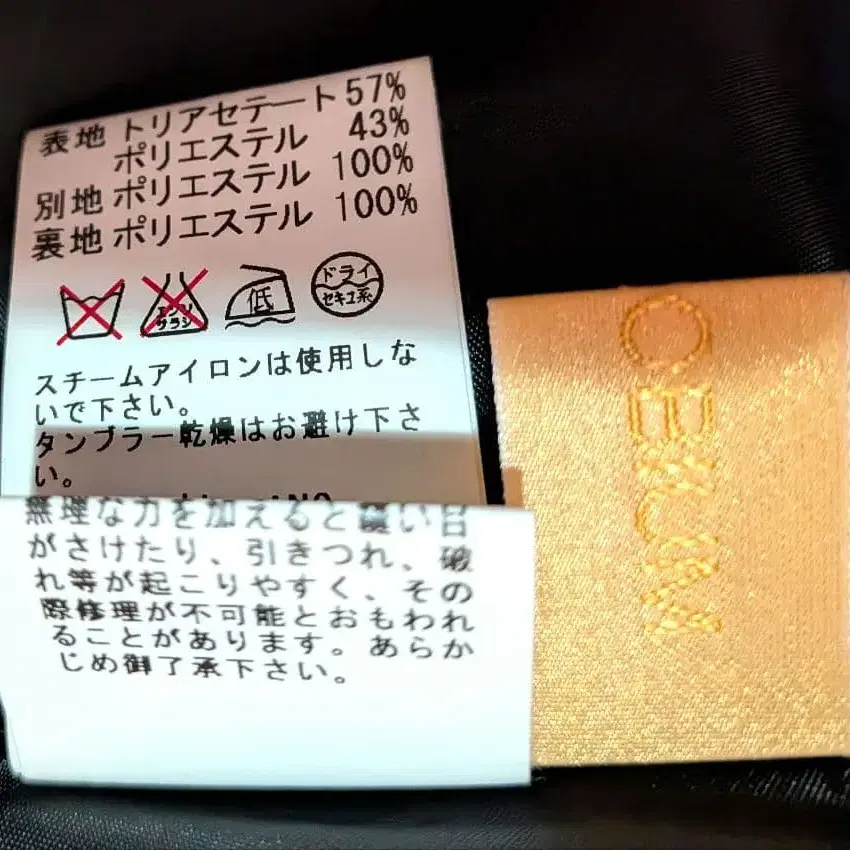 表地 トリアセテート 57%
ポリエステル 43%
別地 ポリエステル 100%
裏地 ポリエステル 100%
エンソ
サラシ
低
ドライ
セキユ系
スチームアイロンは使用しな
いで下さい。
タンブラー乾燥はお避け下さ
い。
無理な力を加えると縫い目
がさけたり、引きつれ、破
れ等が起こりやすく、その
際修理が不可能とおもわれ
ることがあります。あらか
じめ御了承下さい。